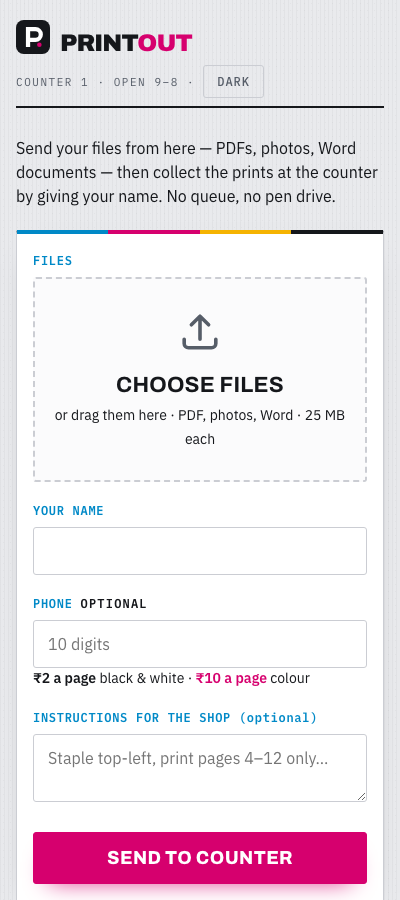 P PRINTOUT
COUNTER 1 · OPEN 9–8 · DARK
Send your files from here — PDFs, photos, Word
documents — then collect the prints at the counter
by giving your name. No queue, no pen drive.
FILES
CHOOSE FILES
or drag them here · PDF, photos, Word · 25 MB
each
YOUR NAME
PHONE OPTIONAL
10 digits
₹2 a page black & white · ₹10 a page colour
INSTRUCTIONS FOR THE SHOP (optional)
Staple top-left, print pages 4–12 only...
SEND TO COUNTER